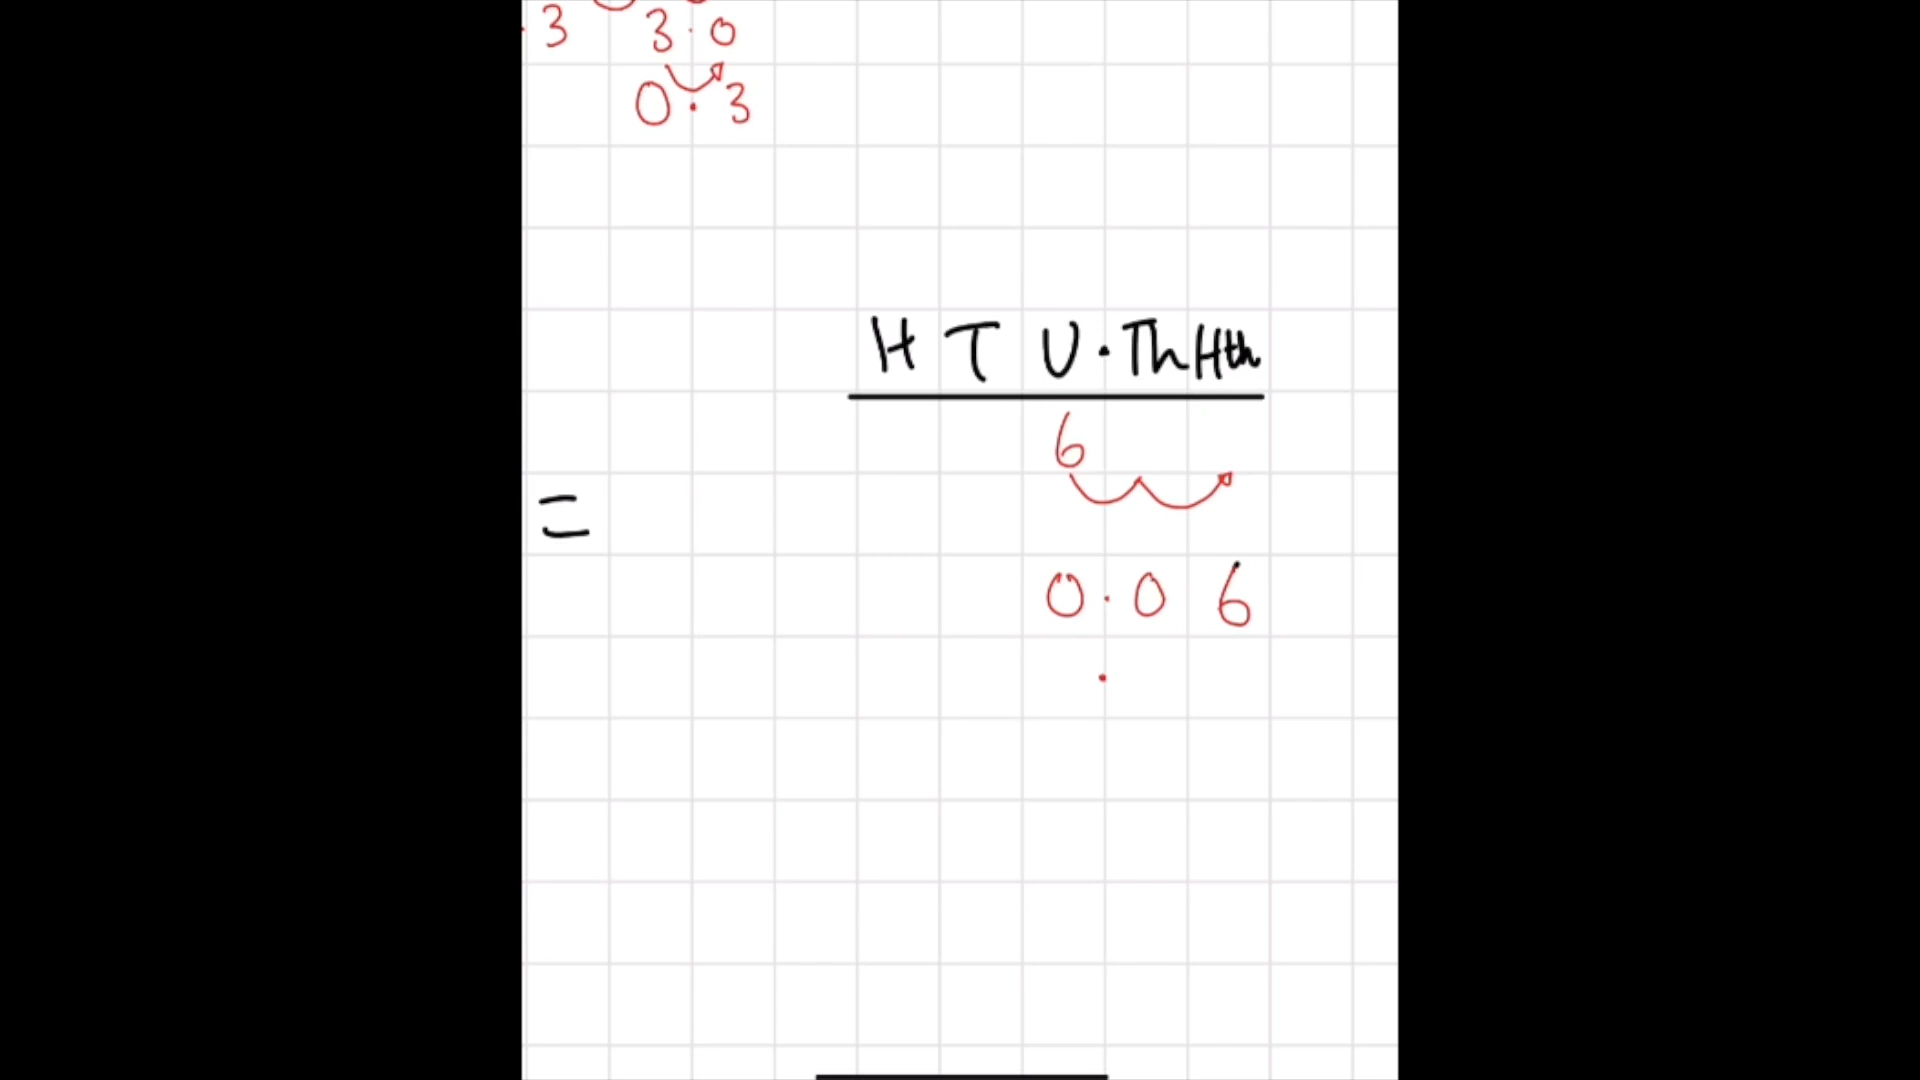 · 3 3 · 0
0 · 3
H T U · Th Hth
6
=
0 · 0 6
·